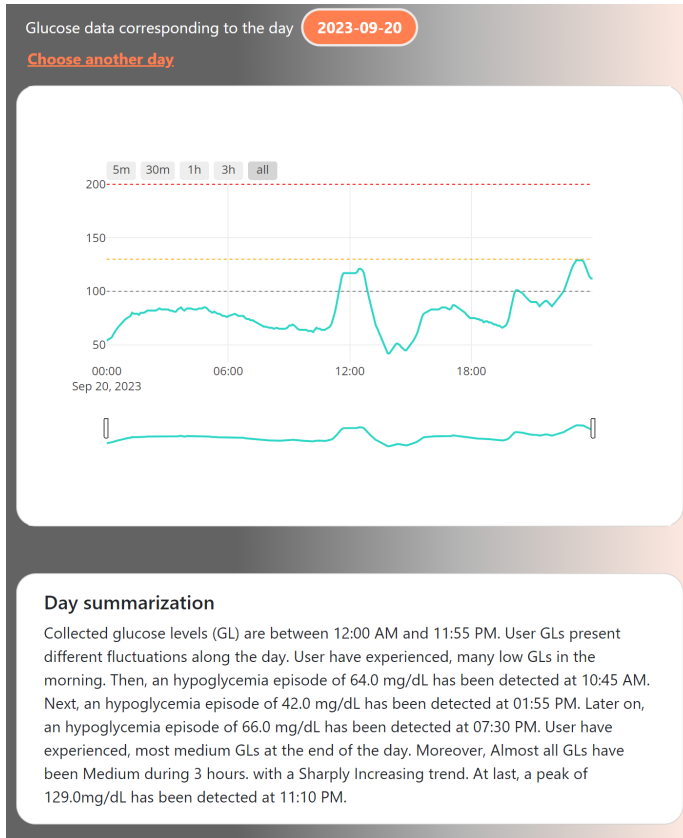 Glucose data corresponding to the day 2023-09-20
Choose another day
5m 30m 1h 3h all
200
150
100
50
00:00 06:00 12:00 18:00
Sep 20, 2023
Day summarization
Collected glucose levels (GL) are between 12:00 AM and 11:55 PM. User GLs present
different fluctuations along the day. User have experienced, many low GLs in the
morning. Then, an hypoglycemia episode of 64.0 mg/dL has been detected at 10:45 AM.
Next, an hypoglycemia episode of 42.0 mg/dL has been detected at 01:55 PM. Later on,
an hypoglycemia episode of 66.0 mg/dL has been detected at 07:30 PM. User have
experienced, most medium GLs at the end of the day. Moreover, Almost all GLs have
been Medium during 3 hours. with a Sharply Increasing trend. At last, a peak of
129.0mg/dL has been detected at 11:10 PM.